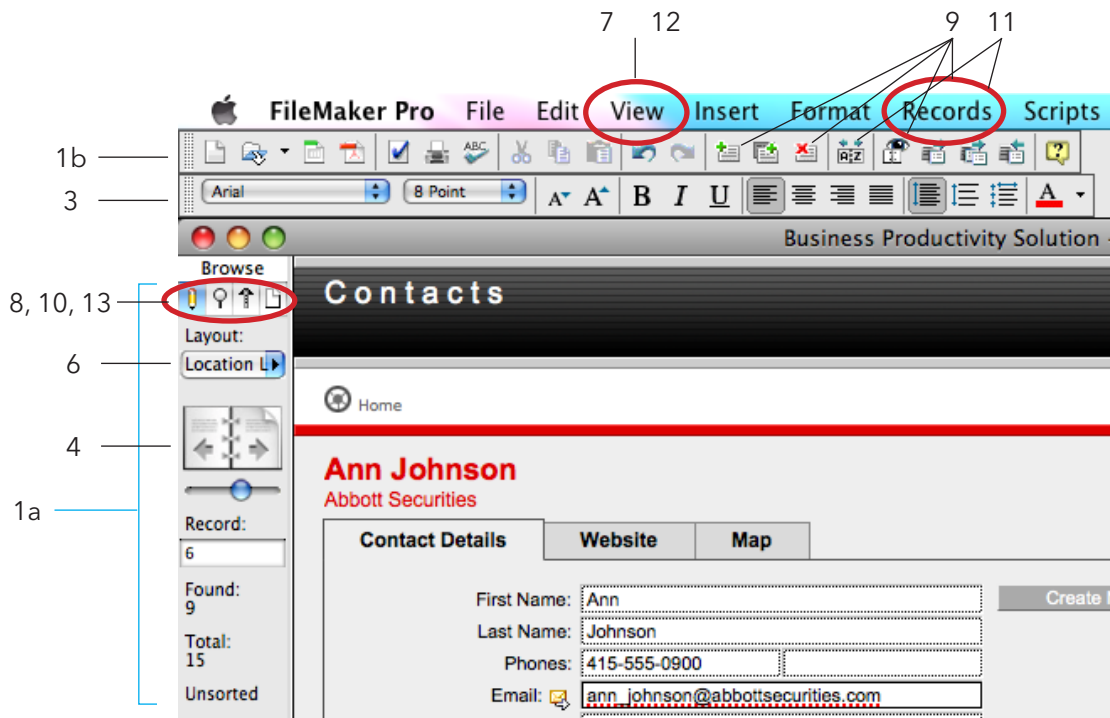 7 12 9 11
FileMaker Pro File Edit View Insert Format Records Scripts
1b ABC A Z ?
3 Arial 8 Point A A B I U A
Business Productivity Solution -
Browse
8, 10, 13
Contacts
Layout:
6 Location L
Home
4
Ann Johnson
Abbott Securities
1a
Record:
6
Contact Details Website Map
Found:
9
First Name: Ann Create
Last Name: Johnson
Total:
15
Phones: 415-555-0900
Unsorted
Email: ann_johnson@abbottsecurities.com